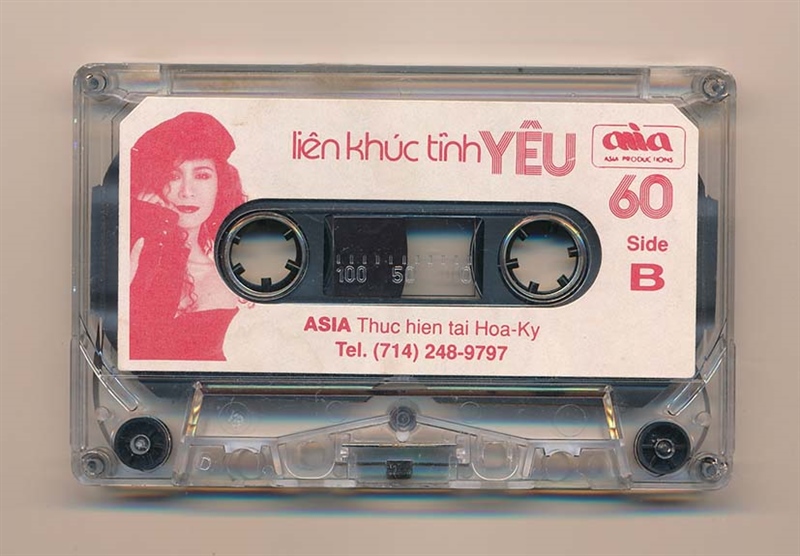 liên khúc tình YÊU
asia
ASIA PRODUCTIONS
60
Side
B
100 50 0
ASIA Thuc hien tai Hoa-Ky
Tel. (714) 248-9797